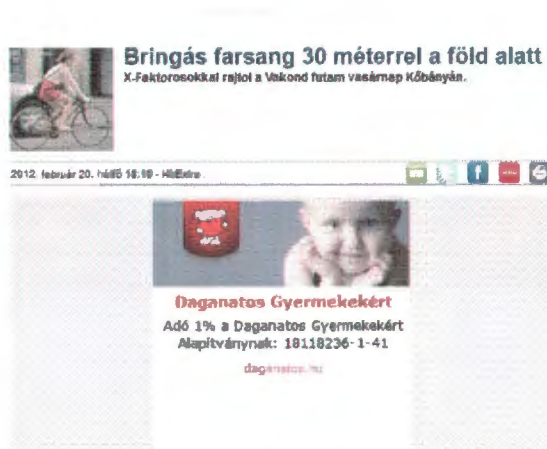 Bringás farsang 30 méterrel a föld alatt
X-Faktorosokkal rajtol a Vakond futam vasárnap Kőbányán.
2012. február 20. hétfő 18:18 - HírExtra
Daganatos Gyermekekért
Adó 1% a Daganatos Gyermekekért
Alapítványnak: 18118236-1-41
daganatos.hu